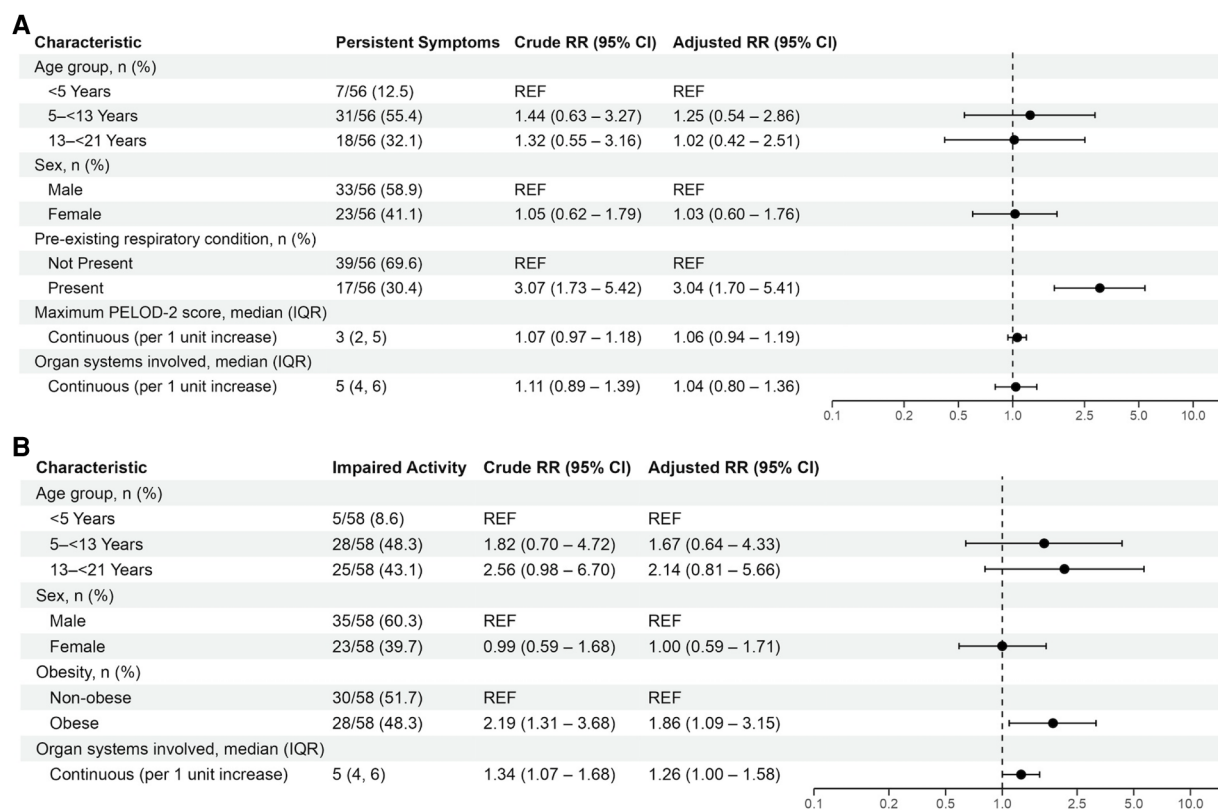 A
Characteristic Persistent Symptoms Crude RR (95% CI) Adjusted RR (95% CI)
Age group, n (%)
<5 Years 7/56 (12.5) REF REF
5–<13 Years 31/56 (55.4) 1.44 (0.63 – 3.27) 1.25 (0.54 – 2.86)
13–<21 Years 18/56 (32.1) 1.32 (0.55 – 3.16) 1.02 (0.42 – 2.51)
Sex, n (%)
Male 33/56 (58.9) REF REF
Female 23/56 (41.1) 1.05 (0.62 – 1.79) 1.03 (0.60 – 1.76)
Pre-existing respiratory condition, n (%)
Not Present 39/56 (69.6) REF REF
Present 17/56 (30.4) 3.07 (1.73 – 5.42) 3.04 (1.70 – 5.41)
Maximum PELOD-2 score, median (IQR)
Continuous (per 1 unit increase) 3 (2, 5) 1.07 (0.97 – 1.18) 1.06 (0.94 – 1.19)
Organ systems involved, median (IQR)
Continuous (per 1 unit increase) 5 (4, 6) 1.11 (0.89 – 1.39) 1.04 (0.80 – 1.36)
0.1 0.2 0.5 1.0 2.5 5.0 10.0
B
Characteristic Impaired Activity Crude RR (95% CI) Adjusted RR (95% CI)
Age group, n (%)
<5 Years 5/58 (8.6) REF REF
5–<13 Years 28/58 (48.3) 1.82 (0.70 – 4.72) 1.67 (0.64 – 4.33)
13–<21 Years 25/58 (43.1) 2.56 (0.98 – 6.70) 2.14 (0.81 – 5.66)
Sex, n (%)
Male 35/58 (60.3) REF REF
Female 23/58 (39.7) 0.99 (0.59 – 1.68) 1.00 (0.59 – 1.71)
Obesity, n (%)
Non-obese 30/58 (51.7) REF REF
Obese 28/58 (48.3) 2.19 (1.31 – 3.68) 1.86 (1.09 – 3.15)
Organ systems involved, median (IQR)
Continuous (per 1 unit increase) 5 (4, 6) 1.34 (1.07 – 1.68) 1.26 (1.00 – 1.58)
0.1 0.2 0.5 1.0 2.5 5.0 10.0